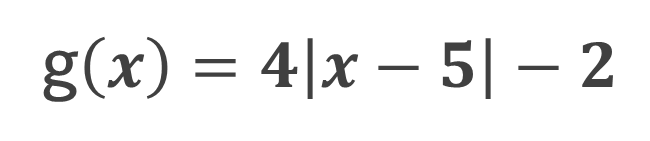 g(x) = 4|x − 5| − 2